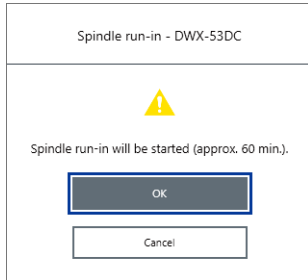 Spindle run-in - DWX-53DC
Spindle run-in will be started (approx. 60 min.).
OK
Cancel